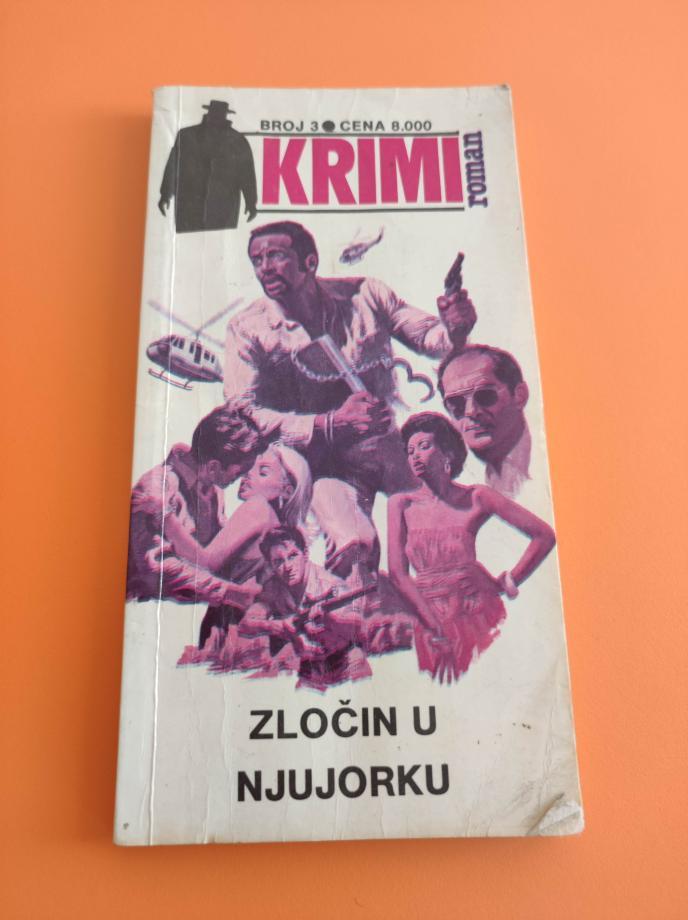 BROJ 3 ● CENA 8.000
KRIMI
roman
ZLOČIN U
NJUJORKU